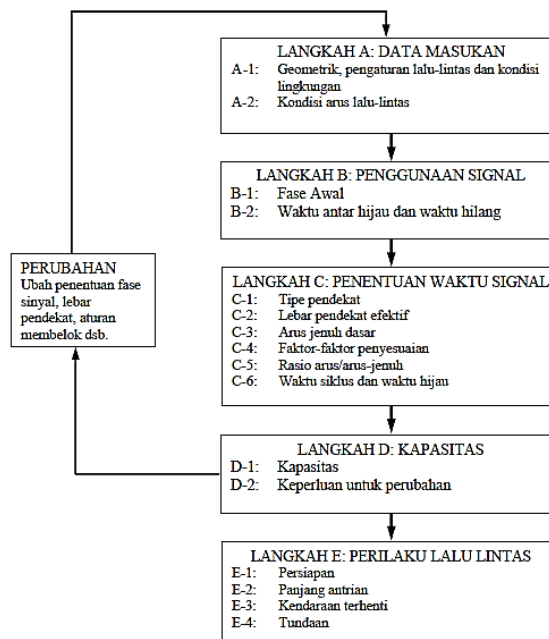 LANGKAH A: DATA MASUKAN
A-1: Geometrik, pengaturan lalu-lintas dan kondisi
lingkungan
A-2: Kondisi arus lalu-lintas
LANGKAH B: PENGGUNAAN SIGNAL
B-1: Fase Awal
B-2: Waktu antar hijau dan waktu hilang
PERUBAHAN
Ubah penentuan fase
sinyal, lebar
pendekat, aturan
membelok dsb.
LANGKAH C: PENENTUAN WAKTU SIGNAL
C-1: Tipe pendekat
C-2: Lebar pendekat efektif
C-3: Arus jenuh dasar
C-4: Faktor-faktor penyesuaian
C-5: Rasio arus/arus-jenuh
C-6: Waktu siklus dan waktu hijau
LANGKAH D: KAPASITAS
D-1: Kapasitas
D-2: Keperluan untuk perubahan
LANGKAH E: PERILAKU LALU LINTAS
E-1: Persiapan
E-2: Panjang antrian
E-3: Kendaraan terhenti
E-4: Tundaan